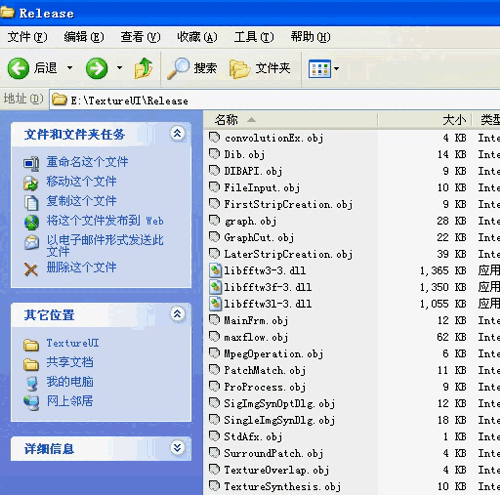 Release
文件(F) 编辑(E) 查看(V) 收藏(A) 工具(T) 帮助(H)
后退 搜索 文件夹
地址(D) E:\TextureUI\Release
文件和文件夹任务
重命名这个文件
移动这个文件
复制这个文件
将这个文件发布到 Web
以电子邮件形式发送此
文件
删除这个文件
其它位置
TextureUI
共享文档
我的电脑
网上邻居
详细信息
名称 大小 类型
convolutionEx.obj 4 KB Inte
Dib.obj 14 KB Inte
DIBAPI.obj 9 KB Inte
FileInput.obj 10 KB Inte
FirstStripCreation.obj 9 KB Inte
graph.obj 28 KB Inte
GraphCut.obj 22 KB Inte
LaterStripCreation.obj 39 KB Inte
libfftw3-3.dll 1,365 KB 应用
libfftw3f-3.dll 1,350 KB 应用
libfftw3l-3.dll 1,055 KB 应用
MainFrm.obj 12 KB Inte
maxflow.obj 62 KB Inte
MpegOperation.obj 6 KB Inte
PatchMatch.obj 11 KB Inte
ProProcess.obj 9 KB Inte
SigImgSynOptDlg.obj 12 KB Inte
SingleImgSynDlg.obj 18 KB Inte
StdAfx.obj 1 KB Inte
SurroundPatch.obj 4 KB Inte
TextureOverlap.obj 4 KB Inte
TextureSynthesis.obj 10 KB Inte